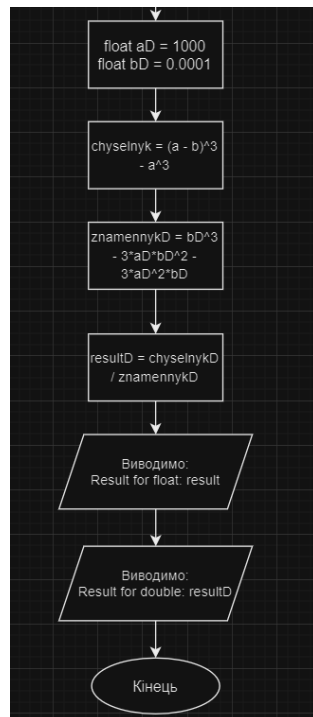 float aD = 1000
float bD = 0.0001
chyselnyk = (a - b)^3
- a^3
znamennykD = bD^3
- 3*aD*bD^2 -
3*aD^2*bD
resultD = chyselnykD
/ znamennykD
Виводимо:
Result for float: result
Виводимо:
Result for double: resultD
Кінець